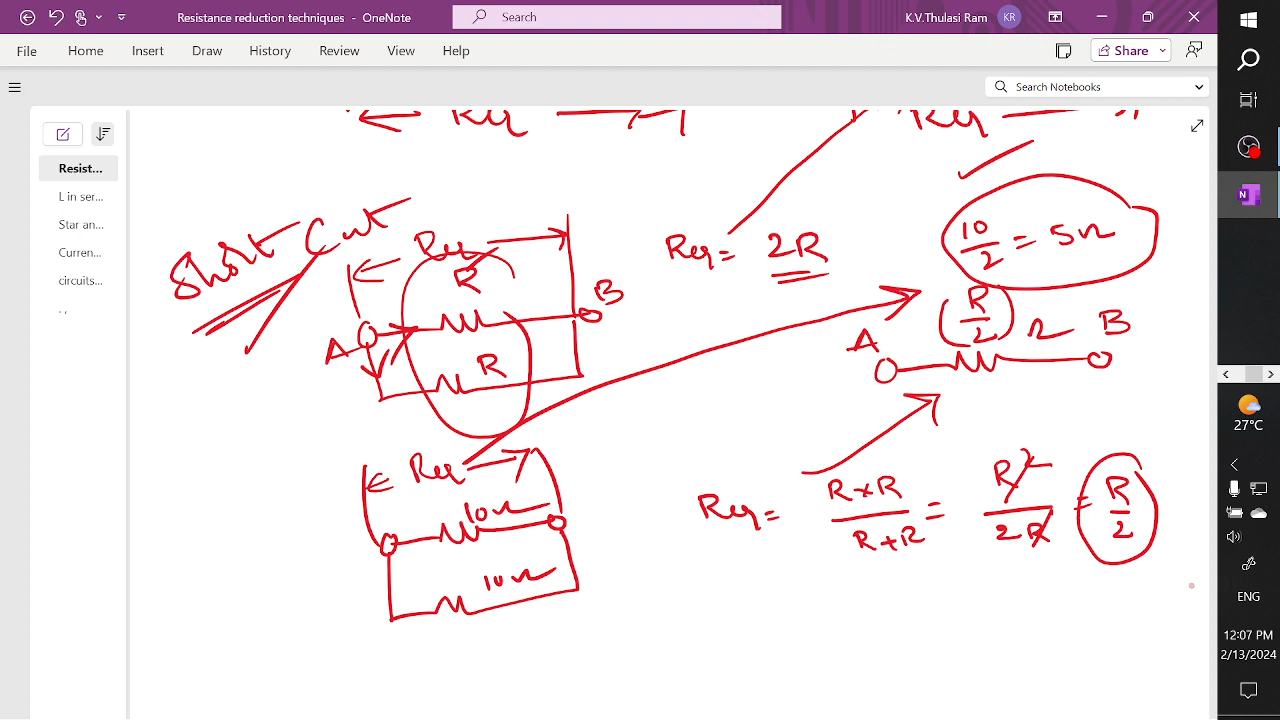 Resistance reduction techniques - OneNote
Search
K.V.Thulasi Ram
KR
File Home Insert Draw History Review View Help
Share
Search Notebooks
Resist...
L in ser...
Star an...
Curren...
circuits...
Req
Req
Short Cut
Req
R
A
B
R
Req = 2R
10/2 = 5Ω
(R/2) Ω
A
B
Req
10Ω
10Ω
Req = R×R/R+R = R²/2R = R/2
27°C
ENG
12:07 PM
2/13/2024